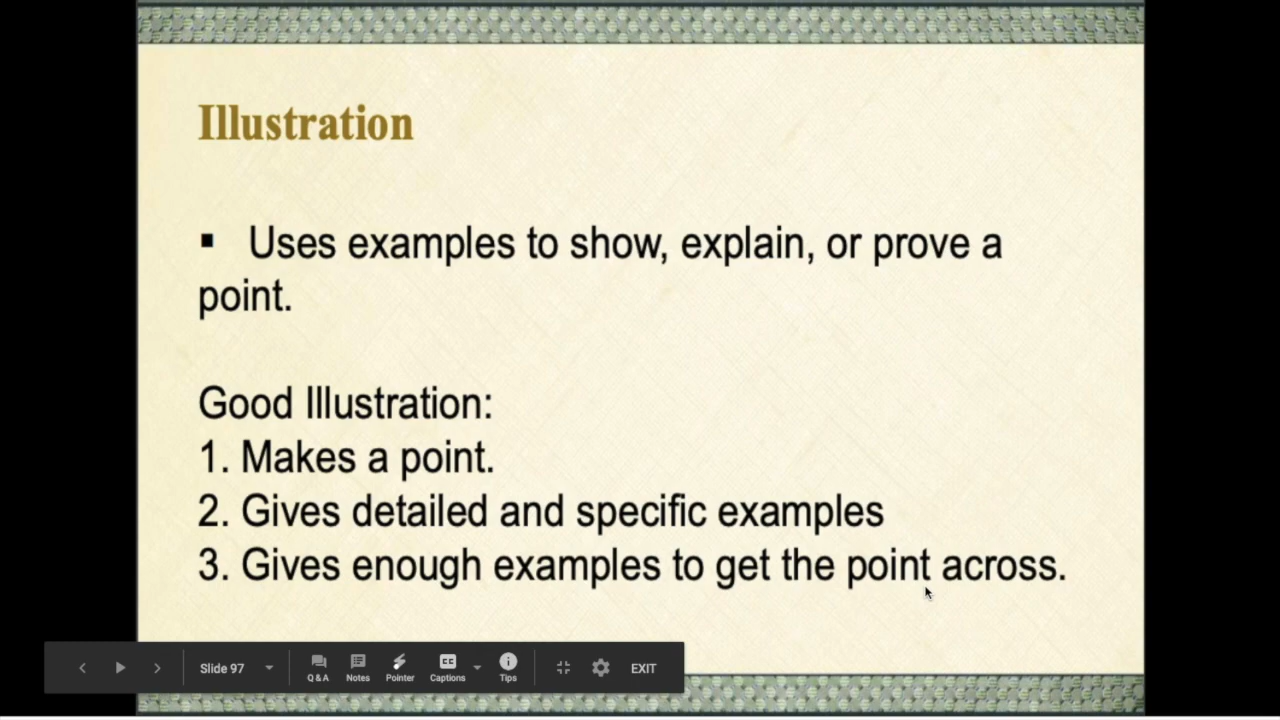 Illustration
▪ Uses examples to show, explain, or prove a
point.
Good Illustration:
1. Makes a point.
2. Gives detailed and specific examples
3. Gives enough examples to get the point across.
Slide 97
Q & A
Notes
Pointer
CC
Captions
Tips
EXIT